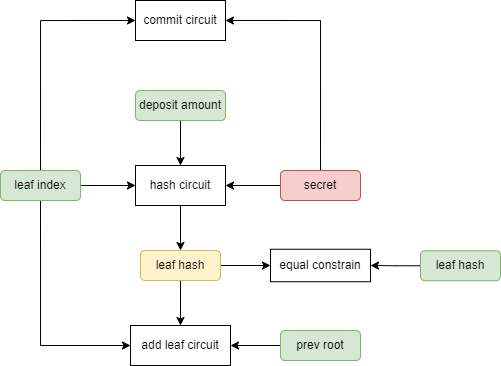 commit circuit
deposit amount
leaf index
hash circuit
secret
leaf hash
equal constrain
leaf hash
add leaf circuit
prev root